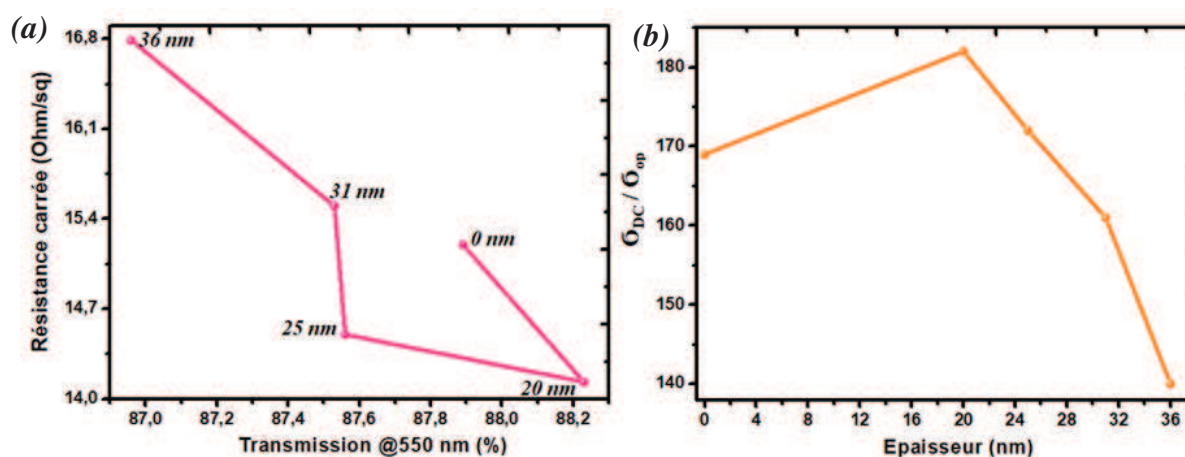 (a)
Résistance carrée (Ohm/sq)
16,8
16,1
15,4
14,7
14,0
36 nm
31 nm
0 nm
25 nm
20 nm
87,0 87,2 87,4 87,6 87,8 88,0 88,2
Transmission @550 nm (%)
(b)
σDC / σop
180
170
160
150
140
0 4 8 12 16 20 24 28 32 36
Epaisseur (nm)